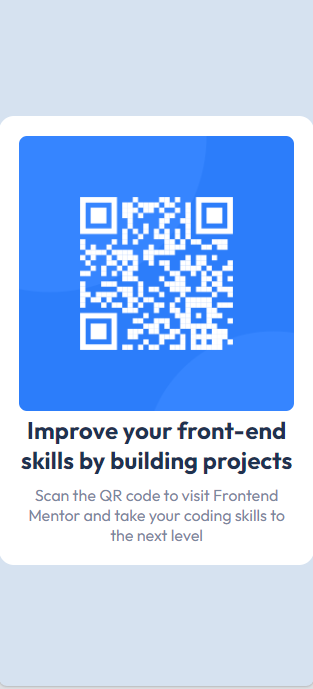 Improve your front-end
skills by building projects
Scan the QR code to visit Frontend
Mentor and take your coding skills to
the next level